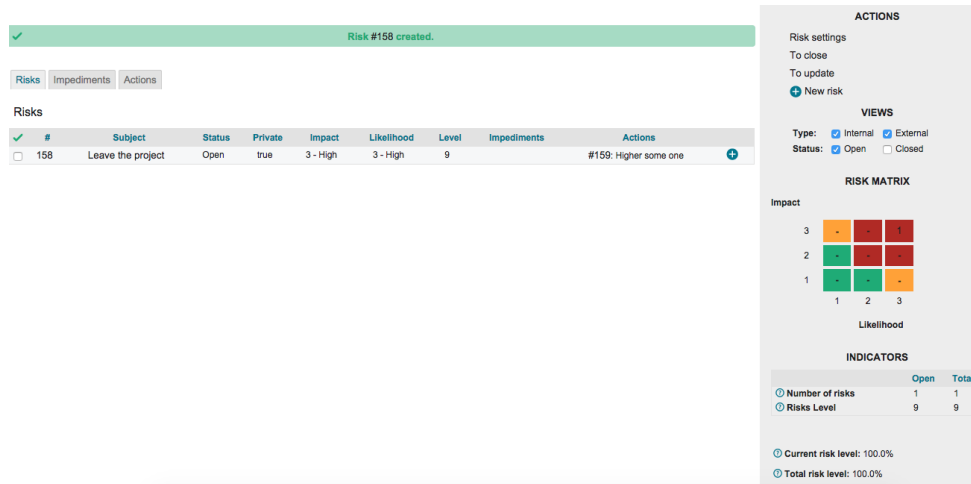 Risk #158 created.
Risks Impediments Actions
Risks
# Subject Status Private Impact Likelihood Level Impediments Actions
158 Leave the project Open true 3 - High 3 - High 9 #159: Higher some one
ACTIONS
Risk settings
To close
To update
New risk
VIEWS
Type: Internal External
Status: Open Closed
RISK MATRIX
Impact
3 - - 1
2 - - -
1 - - -
1 2 3
Likelihood
INDICATORS
Open Tota
Number of risks 1 1
Risks Level 9 9
Current risk level: 100.0%
Total risk level: 100.0%